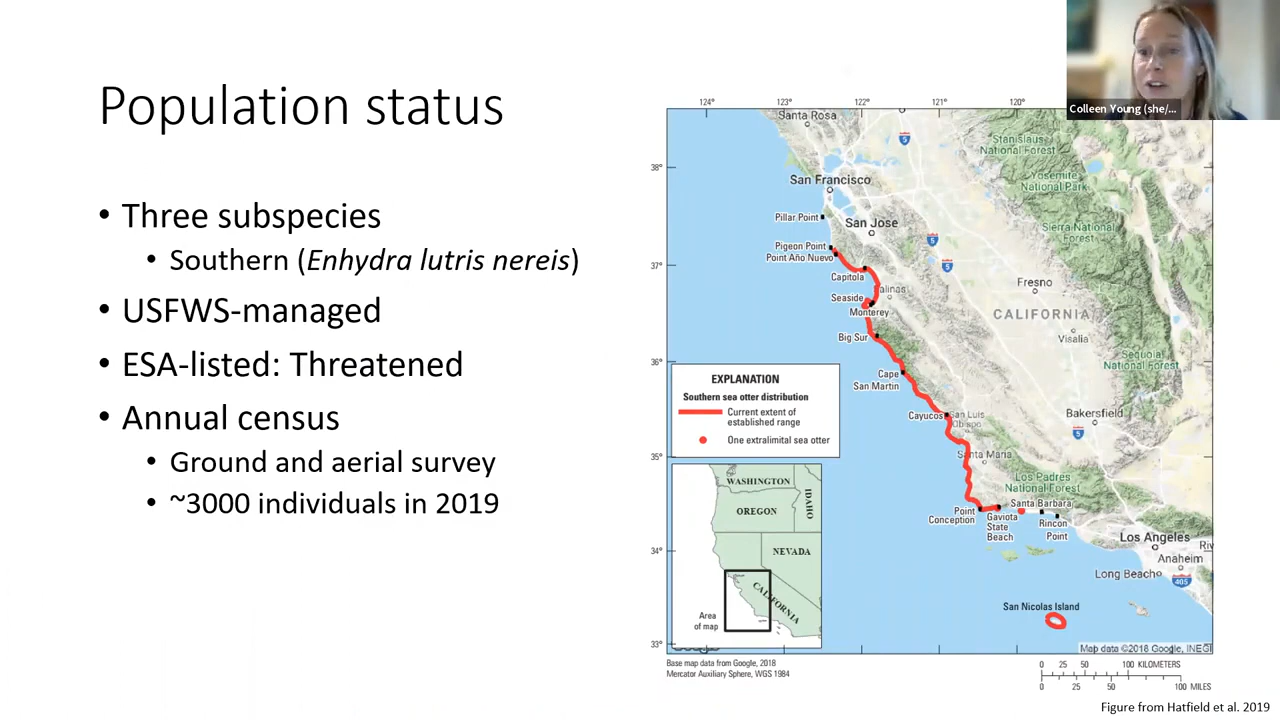 Population status
• Three subspecies
• Southern (Enhydra lutris nereis)
• USFWS-managed
• ESA-listed: Threatened
• Annual census
• Ground and aerial survey
• ~3000 individuals in 2019
Colleen Young (she/...
124° 123° 122° 121° 120°
38°
37°
36°
35°
34°
33°
Santa Rosa
5
Stanislaus
National Forest
Yosemite
National Park
San Francisco
Pillar Point
San Jose
Sierra National
Forest
5
Pigeon Point
Point Año Nuevo
5
Capitola
Fresno
Seaside
Salinas
Monterey
CALIFORNIA
Big Sur
Visalia
Sequoia
National Forest
Cape
San Martin
Cayucos
San Luis
Obispo
Bakersfield
5
Santa Maria
Los Padres
National Forest
Point
Conception
Gaviota
State
Beach
Santa Barbara
Rincon
Point
Los Angeles
Riv
Anaheim
Long Beach
405
San Nicolas Island
Map data ©2018 Google, INEGI
EXPLANATION
Southern sea otter distribution
Current extent of
established range
One extralimital sea otter
WASHINGTON
OREGON
IDAHO
NEVADA
CALIFORNIA
Area
of map
Google
Base map data from Google, 2018
Mercator Auxiliary Sphere, WGS 1984
0 25 50 100 KILOMETERS
0 25 50 100 MILES
Figure from Hatfield et al. 2019